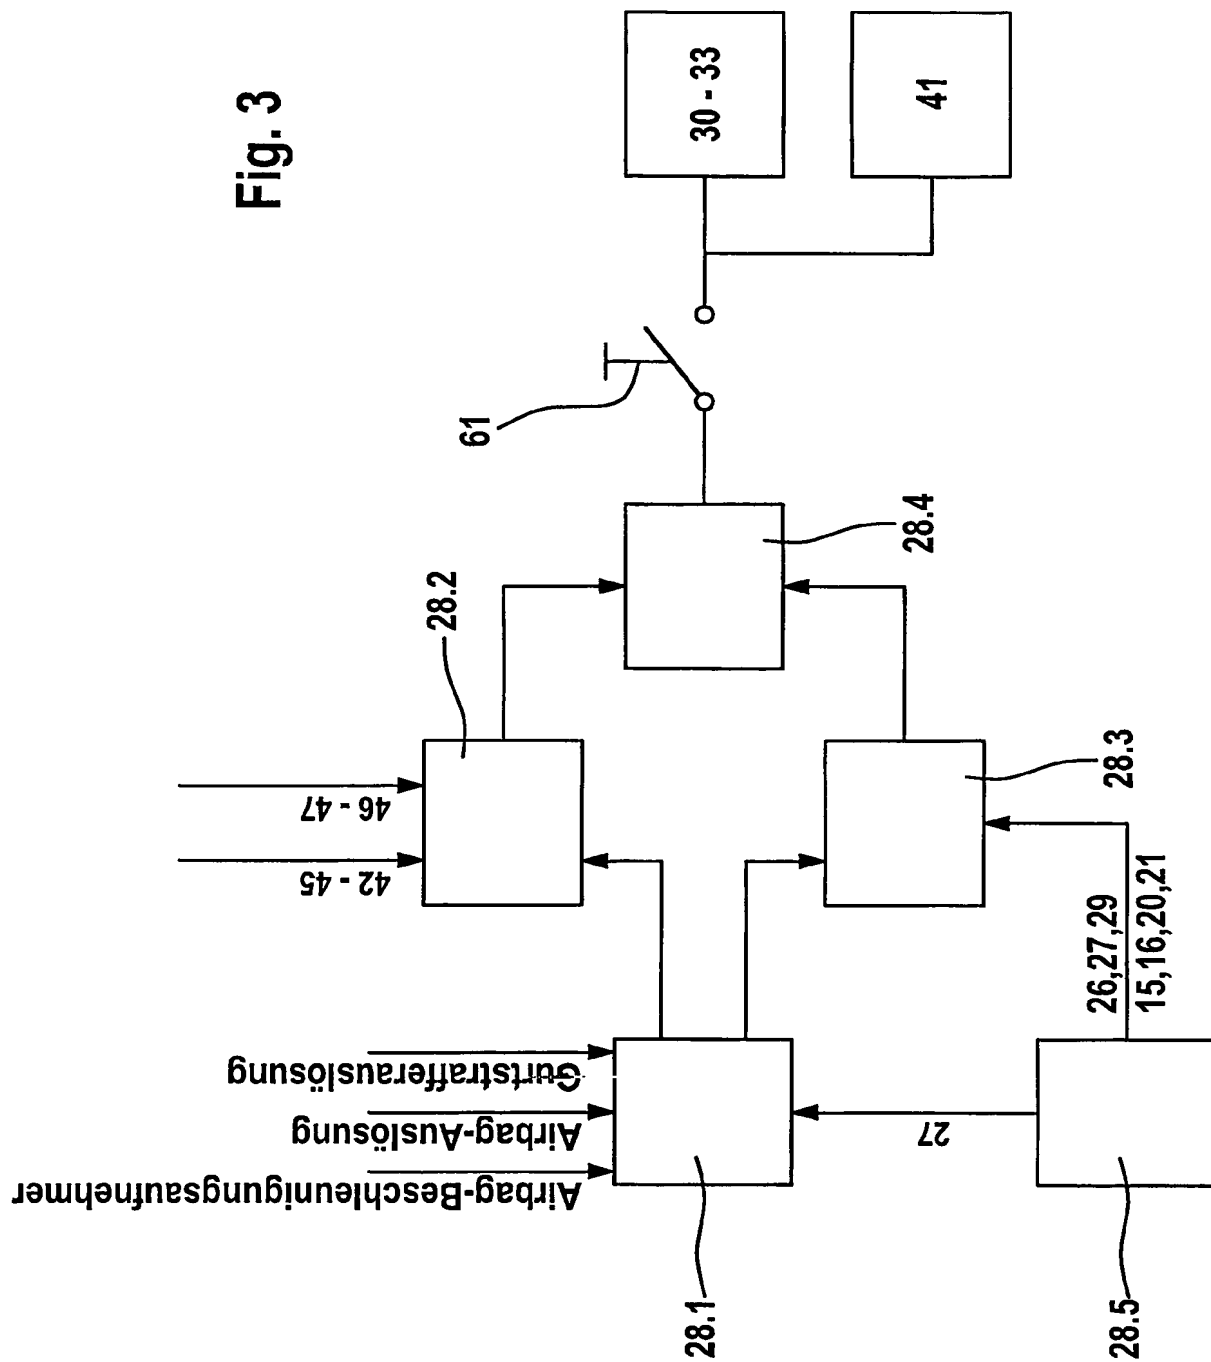 Fig. 3
30 - 33
41
61
28.4
28.2
46 - 47
42 - 45
28.3
26,27,29
15,16,20,21
Gurtstrafferauslösung
Airbag-Auslösung
Airbag-Beschleunigungsaufnehmer
27
28.1
28.5